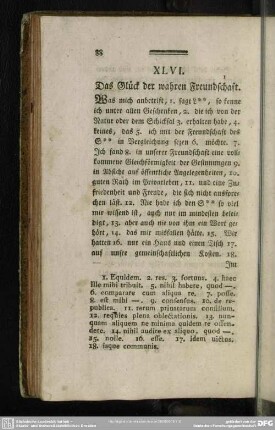 88
XLVI.
Das Glück der wahren Freundschaft.
Was mich anbetrift, 1. sagt L**, so kenne
ich unter allen Geschenken, 2. die ich von der
Natur oder dem Schicksal 3. erhalten habe, 4.
keines, das 5. ich mit der Freundschaft des
S** in Vergleichung sezen 6. möchte. 7.
Ich fand 8. in unserer Freundschaft eine voll-
kommene Gleichförmigkeit der Gesinnungen 9.
in Absicht auf öffentliche Angelegenheiten, 10.
guten Rath im Privatleben, 11. und eine Zu-
friedenheit und Freude, die sich nicht ausspre-
chen läßt. 12. Nie habe ich den S** so viel
mir wissend ist, auch nur im mindesten belei-
digt, 13. aber auch nie von ihm ein Wort ge-
hört, 14. das mir mißfallen hätte. 15. Wir
hatten 16. nur ein Haus und einen Tisch 17.
auf unsre gemeinschaftlichen Kosten. 18.
1. Equidem. 2. res. 3. fortuna. 4. hunc
Ille mihi tribuit. 5. nihil habere, quod —.
6. comparare cum aliqua re. 7. posse.
8. est mihi —. 9. consensus. 10. de re-
publica. 11. rerum privatarum consilium.
12. requies plena oblectationis. 13. nun-
quam aliquem ne minima quidem re offen-
dere. 14. nihil audire ex aliquo, quod —.
15. nolle. 16. esse. 17. idem victus.
18. isque communis.